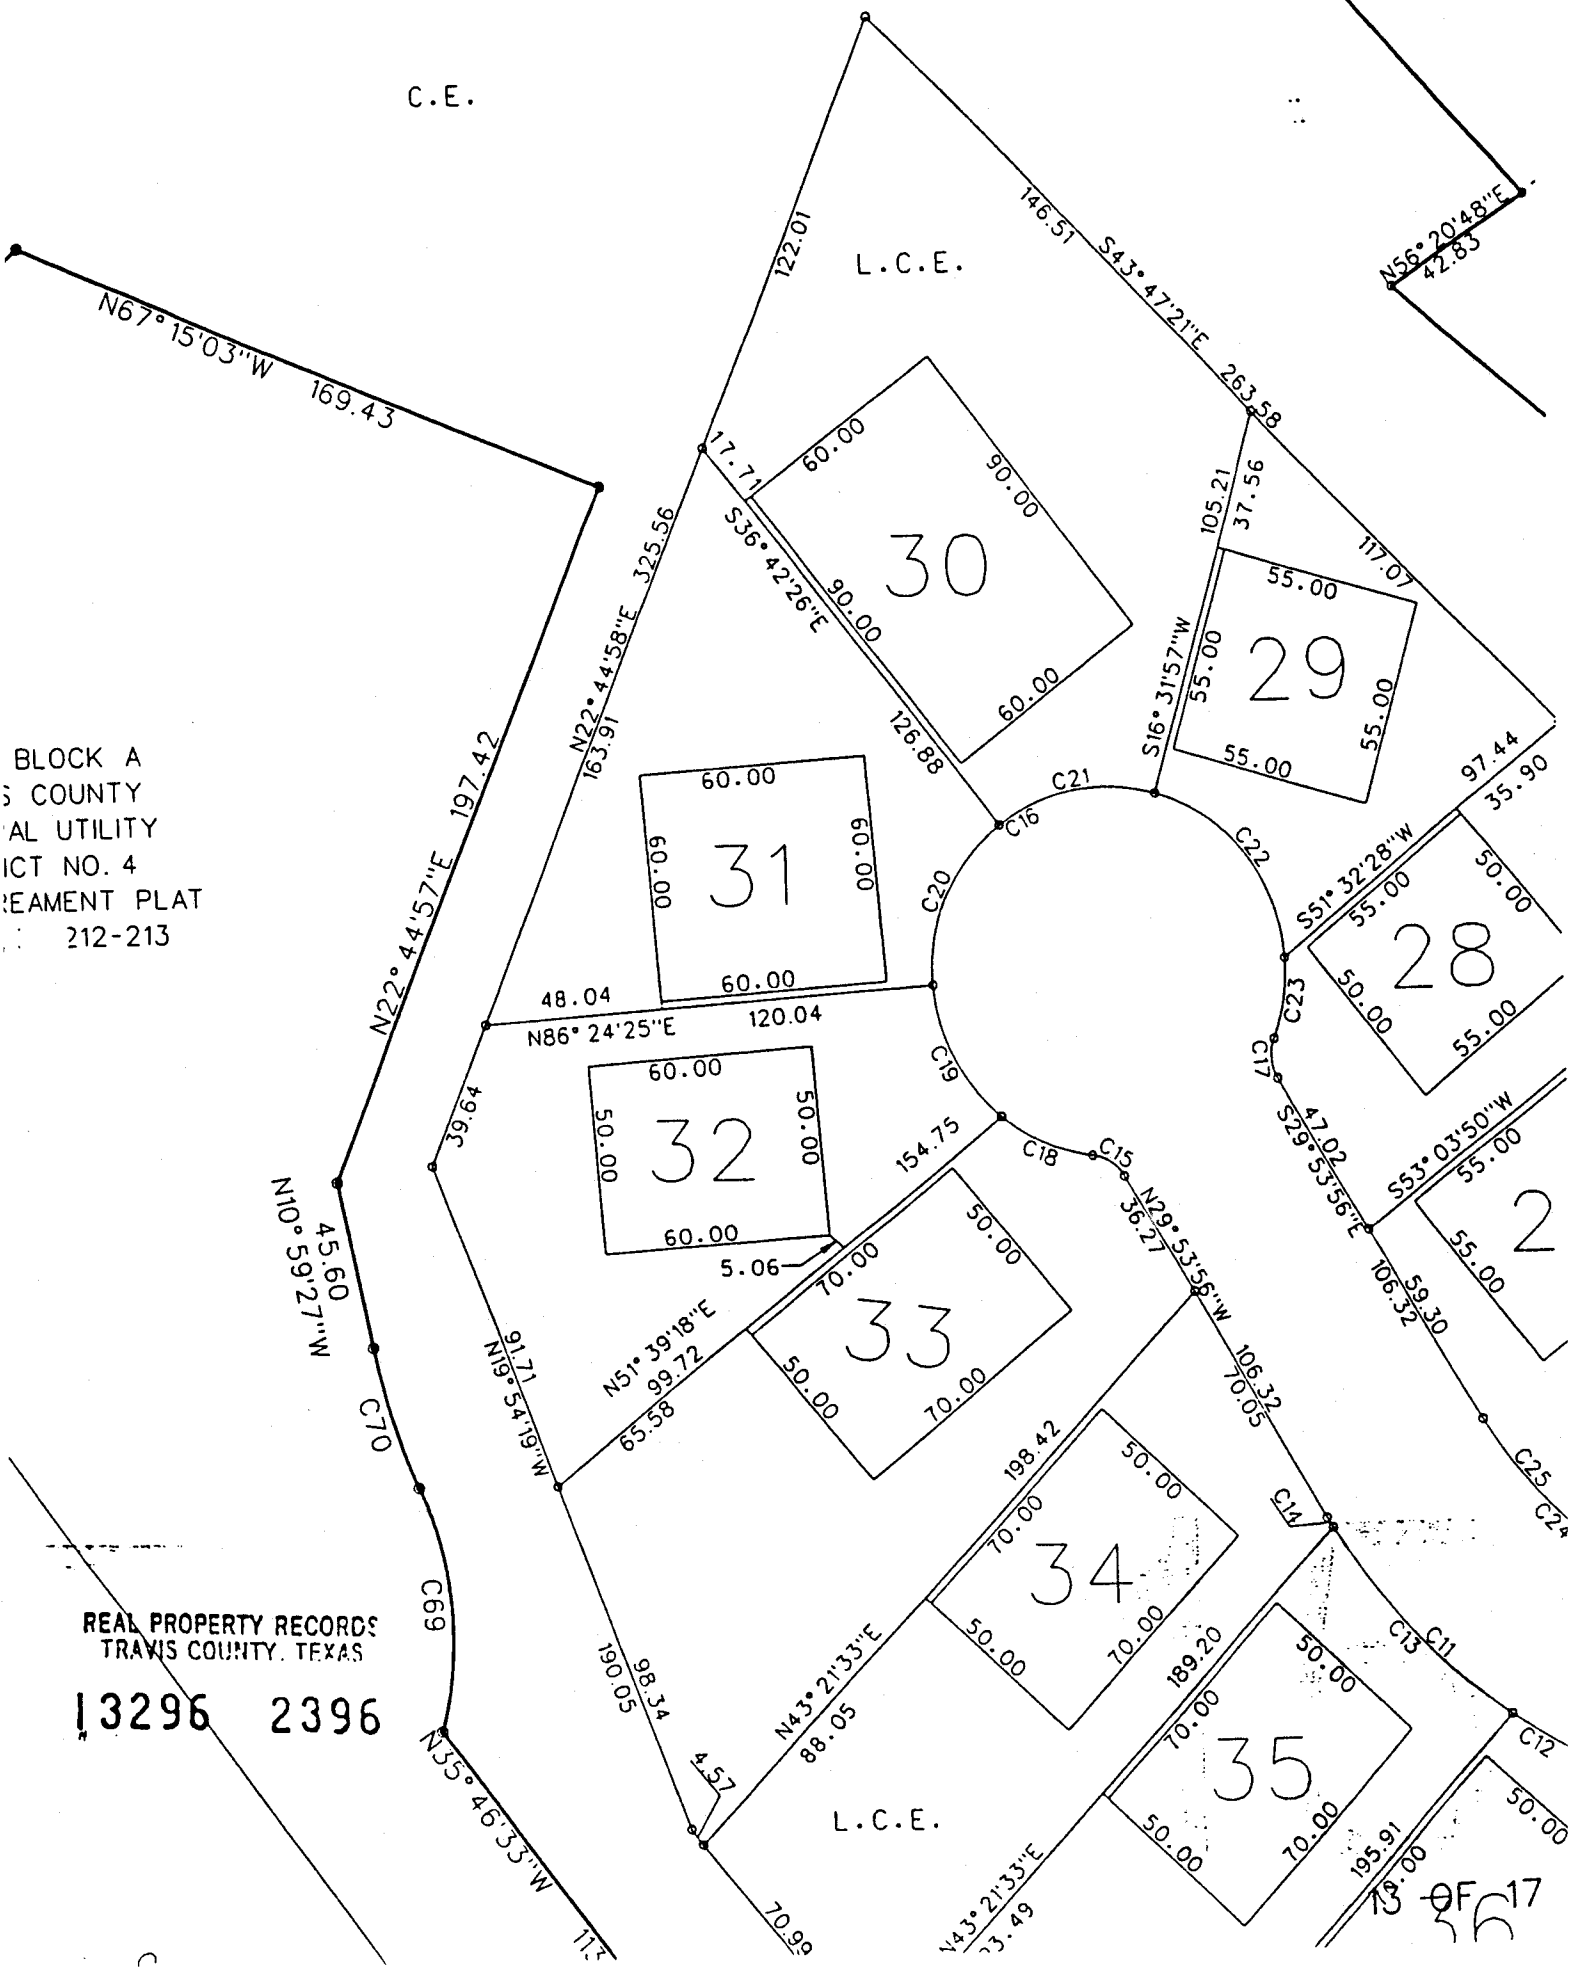 C.E.
122.01
146.51
S43°47'21"E
263.58
L.C.E.
N56°20'48"E
42.83
N67°15'03"W
169.43
17.71
60.00
90.00
30
S36°42'26"E
90.00
60.00
126.88
105.21
37.56
117.07
55.00
29
S16°31'57"W
55.00
55.00
55.00
325.56
N22°44'58"E
163.91
BLOCK A
S COUNTY
AL UTILITY
ICT NO. 4
REAMENT PLAT
212-213
197.42
N22°44'57"E
60.00
31
60.00
60.00
60.00
C21
C16
C20
C22
97.44
35.90
S51°32'28"W
55.00
50.00
28
50.00
55.00
C23
C17
48.04
N86°24'25"E
120.04
C19
60.00
32
50.00
50.00
60.00
5.06
39.64
154.75
C18
C15
N29°53'56"W
36.27
47.02
S29°53'56"E
S53°03'50"W
55.00
2
55.00
106.32
59.30
N10°59'27"W
45.60
C70
91.71
N19°54'19"W
N51°39'18"E
99.72
65.58
70.00
50.00
33
50.00
70.00
106.32
70.05
C25
C24
C14
198.42
70.00
50.00
34
50.00
70.00
N43°21'33"E
88.05
C13
C11
C12
C69
REAL PROPERTY RECORDS
TRAVIS COUNTY, TEXAS
13296 2396
98.34
190.05
4.57
189.20
70.00
50.00
35
50.00
70.00
L.C.E.
N35°46'33"W
113
70.99
N43°21'33"E
23.49
195.91
50.00
13 OF 17
36